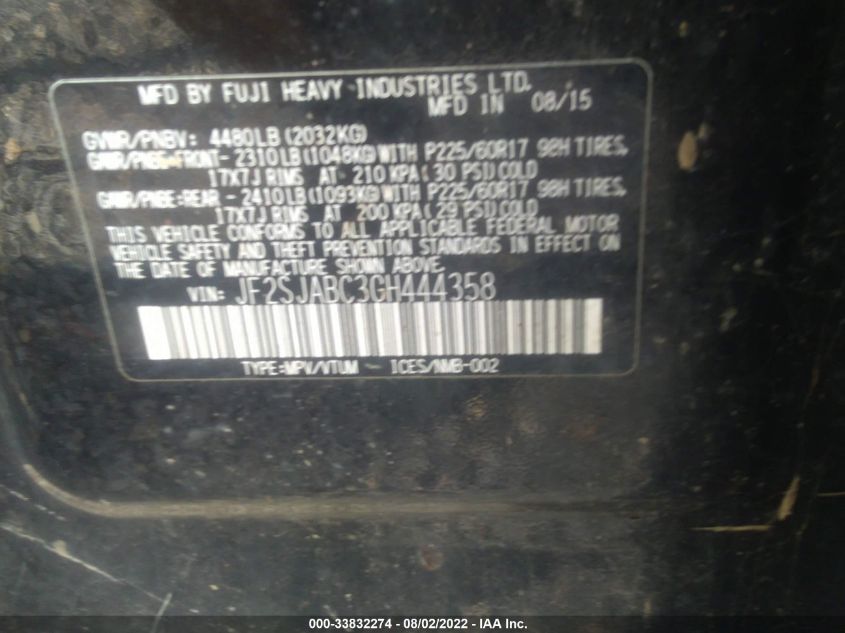 MFD BY FUJI HEAVY INDUSTRIES LTD.
MFD IN 08/15
GVWR/PNBV: 4480LB(2032KG)
GAWR/PNBE:FRONT- 2310LB(1048KG)WITH P225/60R17 98H TIRES,
17X7J RIMS AT 210 KPA( 30 PSI)COLD
GAWR/PNBE:REAR - 2410LB(1093KG)WITH P225/60R17 98H TIRES,
17X7J RIMS AT 200 KPA( 29 PSI)COLD
THIS VEHICLE CONFORMS TO ALL APPLICABLE FEDERAL MOTOR
VEHICLE SAFETY AND THEFT PREVENTION STANDARDS IN EFFECT ON
THE DATE OF MANUFACTURE SHOWN ABOVE.
VIN: JF2SJABC3GH444358
TYPE:MPV/VTUM ICES/NMB-002
000-33832274 - 08/02/2022 - IAA Inc.